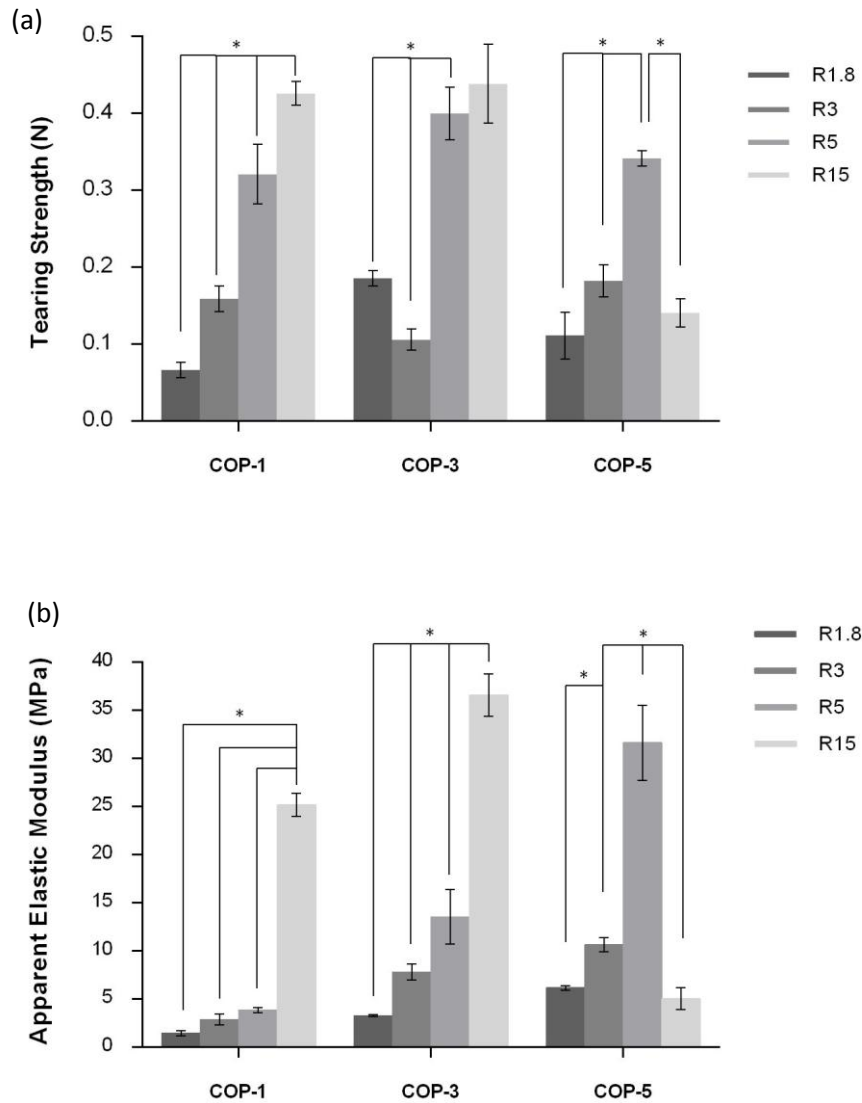 (a)
Tearing Strength (N)
0.5
0.4
0.3
0.2
0.1
0.0
*
*
*
*
COP-1
COP-3
COP-5
R1.8
R3
R5
R15
(b)
Apparent Elastic Modulus (MPa)
40
35
30
25
20
15
10
5
0
*
*
*
*
COP-1
COP-3
COP-5
R1.8
R3
R5
R15